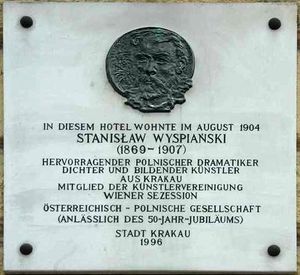 IN DIESEM HOTEL WOHNTE IM AUGUST 1904
STANISŁAW WYSPIAŃSKI
(1869-1907)
HERVORRAGENDER POLNISCHER DRAMATIKER
DICHTER UND BILDENDER KÜNSTLER
AUS KRAKAU
MITGLIED DER KÜNSTLERVEREINIGUNG
WIENER SEZESSION
ÖSTERREICHISCH - POLNISCHE GESELLSCHAFT
(ANLÄSSLICH DES 50-JAHR-JUBILÄUMS)
STADT KRAKAU
1996